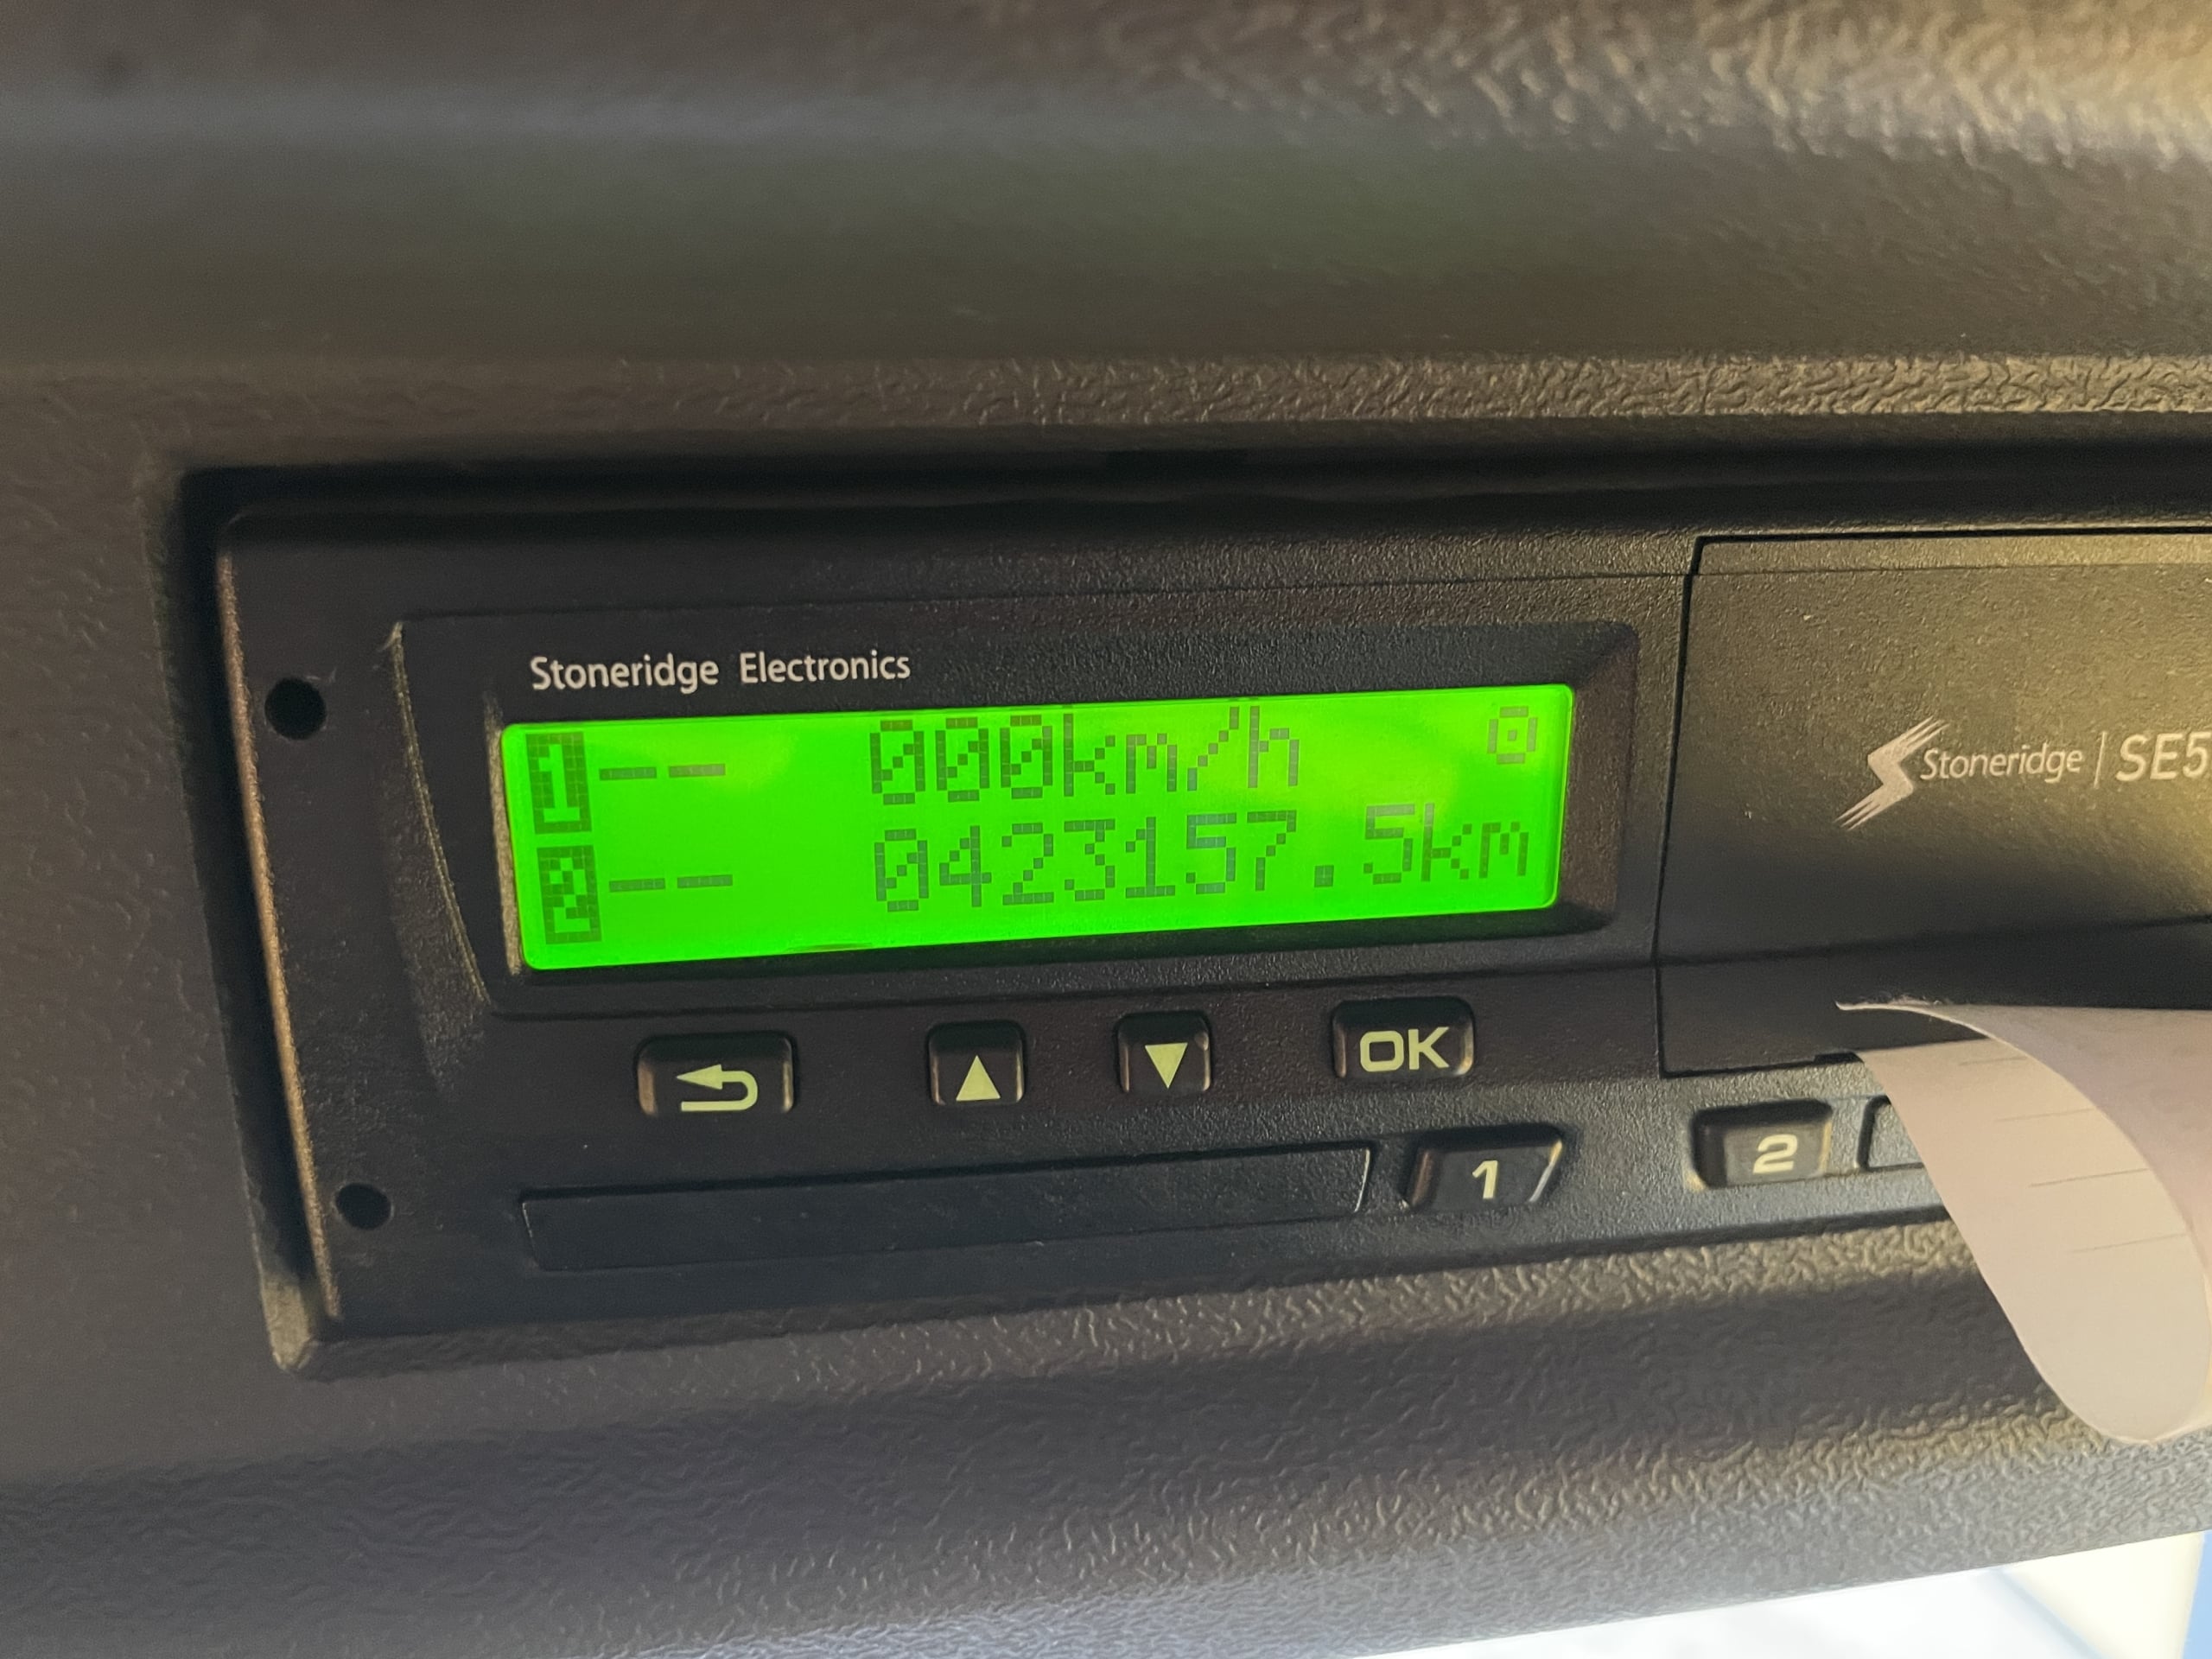 Stoneridge Electronics
1-- 000km/h
2-- 0423157.5km
Stoneridge | SE5
OK
1
2